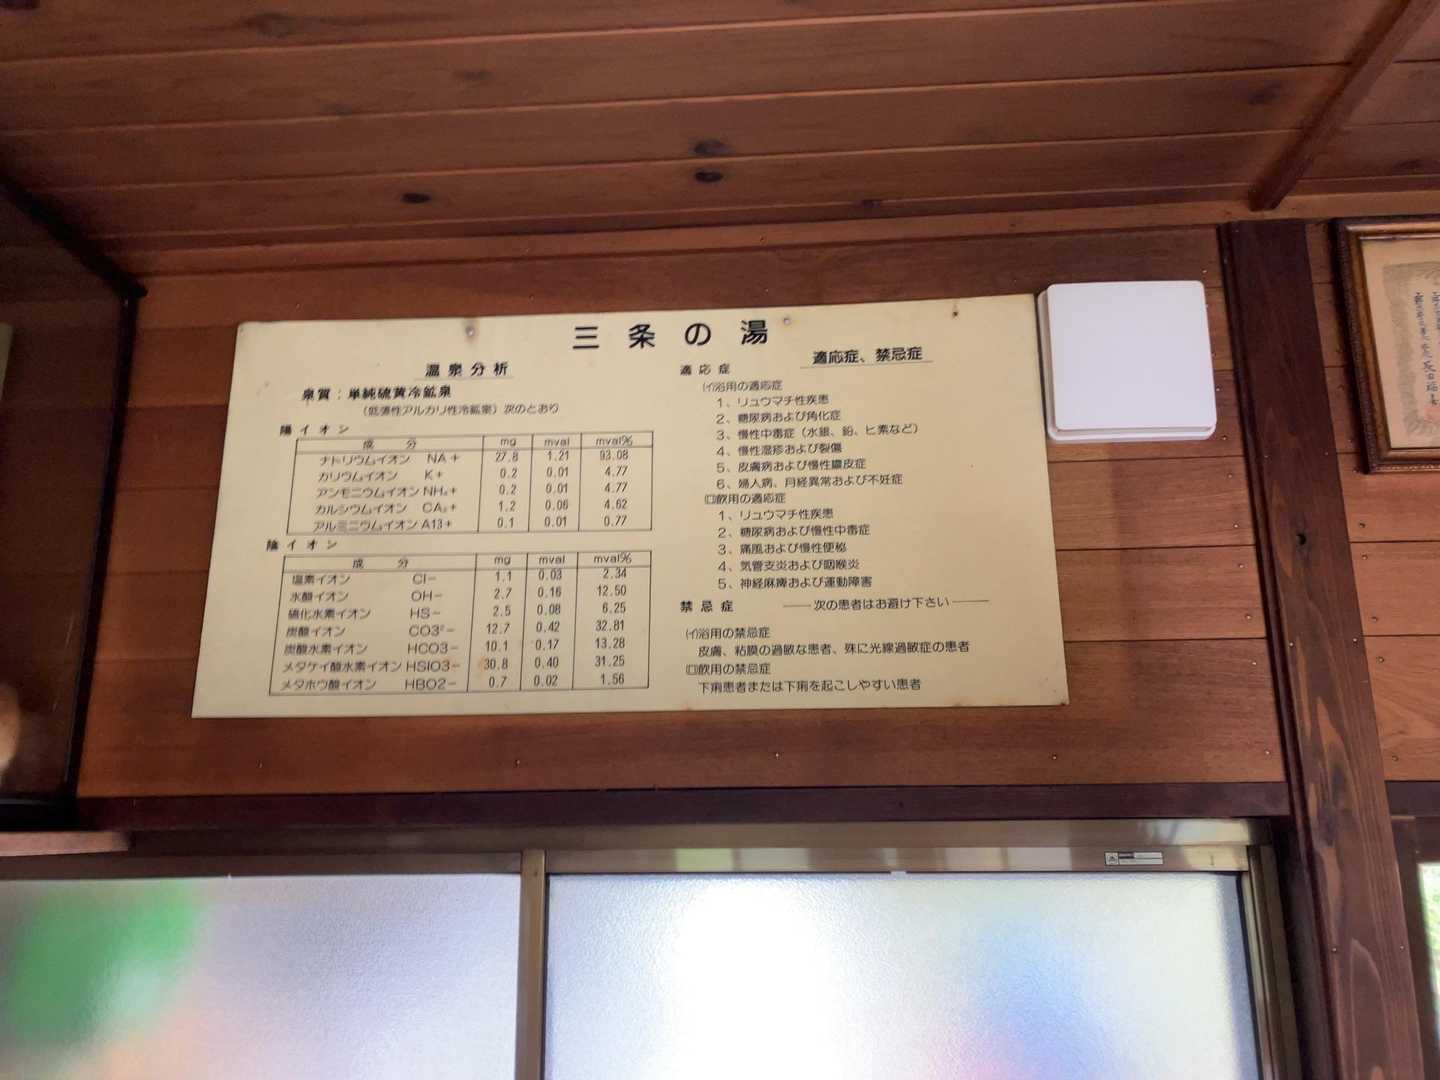 三条の湯
温泉分析
泉質：単純硫黄冷鉱泉
（低張性アルカリ性冷鉱泉）次のとおり
陽イオン
成分 mg mval mval%
ナトリウムイオン NA+ 27.8 1.21 93.08
カリウムイオン K+ 0.2 0.01 4.77
アンモニウムイオン NH₄+ 0.2 0.01 4.77
カルシウムイオン CA₂+ 1.2 0.06 4.62
アルミニウムイオン A13+ 0.1 0.01 0.77
陰イオン
成分 mg mval mval%
塩素イオン Cl- 1.1 0.03 2.34
水酸イオン OH- 2.7 0.16 12.50
硫化水素イオン HS- 2.5 0.08 6.25
炭酸イオン CO3²- 12.7 0.42 32.81
炭酸水素イオン HCO3- 10.1 0.17 13.28
メタケイ酸水素イオン HSIO3- 30.8 0.40 31.25
メタホウ酸イオン HBO2- 0.7 0.02 1.56
適応症、禁忌症
適応症
(イ)浴用の適応症
1、リュウマチ性疾患
2、糖尿病および角化症
3、慢性中毒症（水銀、鉛、ヒ素など）
4、慢性湿疹および裂傷
5、皮膚病および慢性膿皮症
6、婦人病、月経異常および不妊症
(ロ)飲用の適応症
1、リュウマチ性疾患
2、糖尿病および慢性中毒症
3、痛風および慢性便秘
4、気管支炎および咽喉炎
5、神経麻痺および運動障害
禁忌症 ――次の患者はお避け下さい――
(イ)浴用の禁忌症
皮膚、粘膜の過敏な患者、殊に光線過敏症の患者
(ロ)飲用の禁忌症
下痢患者または下痢を起こしやすい患者